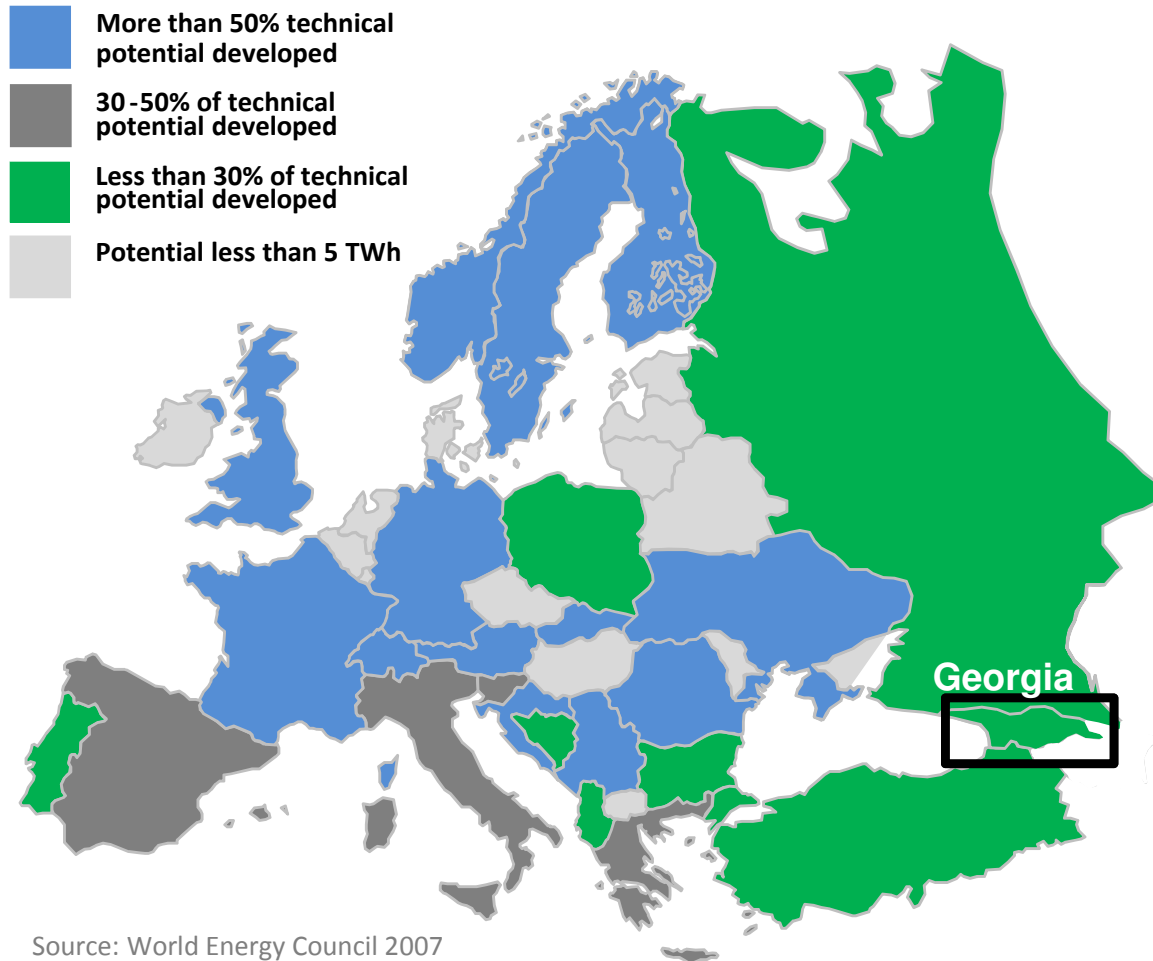 More than 50% technical
potential developed
30-50% of technical
potential developed
Less than 30% of technical
potential developed
Potential less than 5 TWh
Georgia
Source: World Energy Council 2007